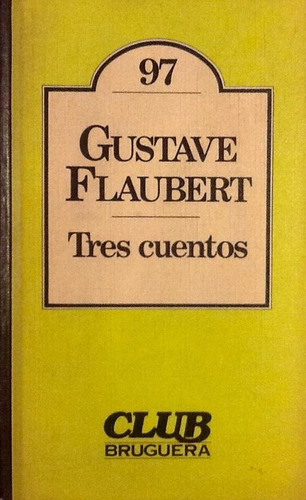 97
GUSTAVE
FLAUBERT
Tres cuentos
CLUB
BRUGUERA